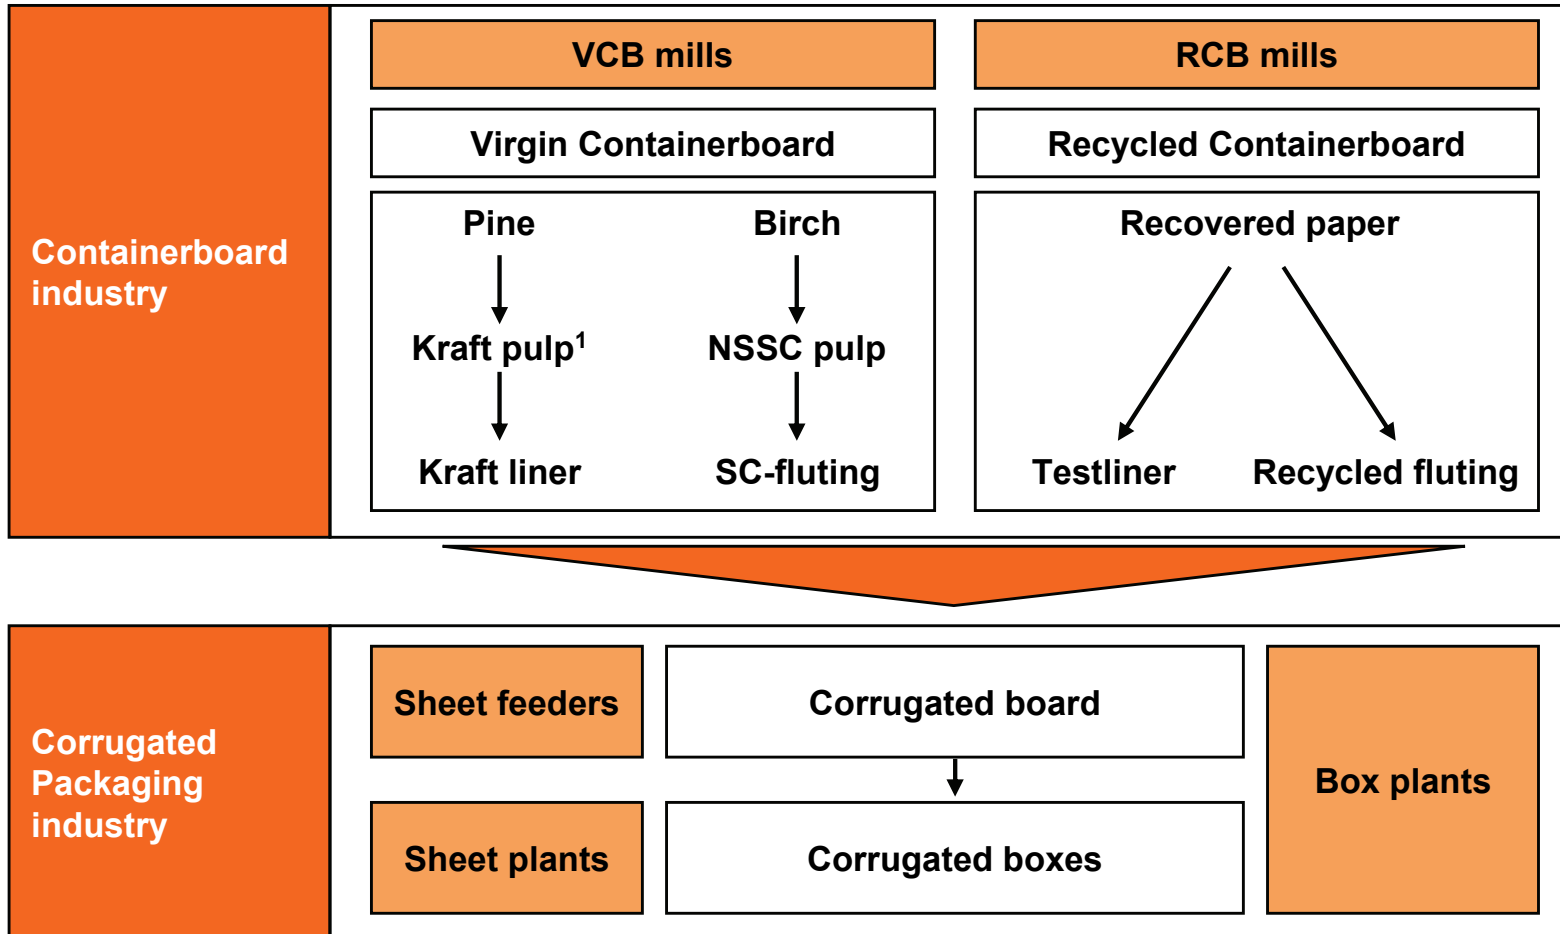 Containerboard
industry
VCB mills
RCB mills
Virgin Containerboard
Recycled Containerboard
Pine
Birch
Recovered paper
Kraft pulp¹
NSSC pulp
Kraft liner
SC-fluting
Testliner
Recycled fluting
Corrugated
Packaging
industry
Sheet feeders
Corrugated board
Box plants
Sheet plants
Corrugated boxes